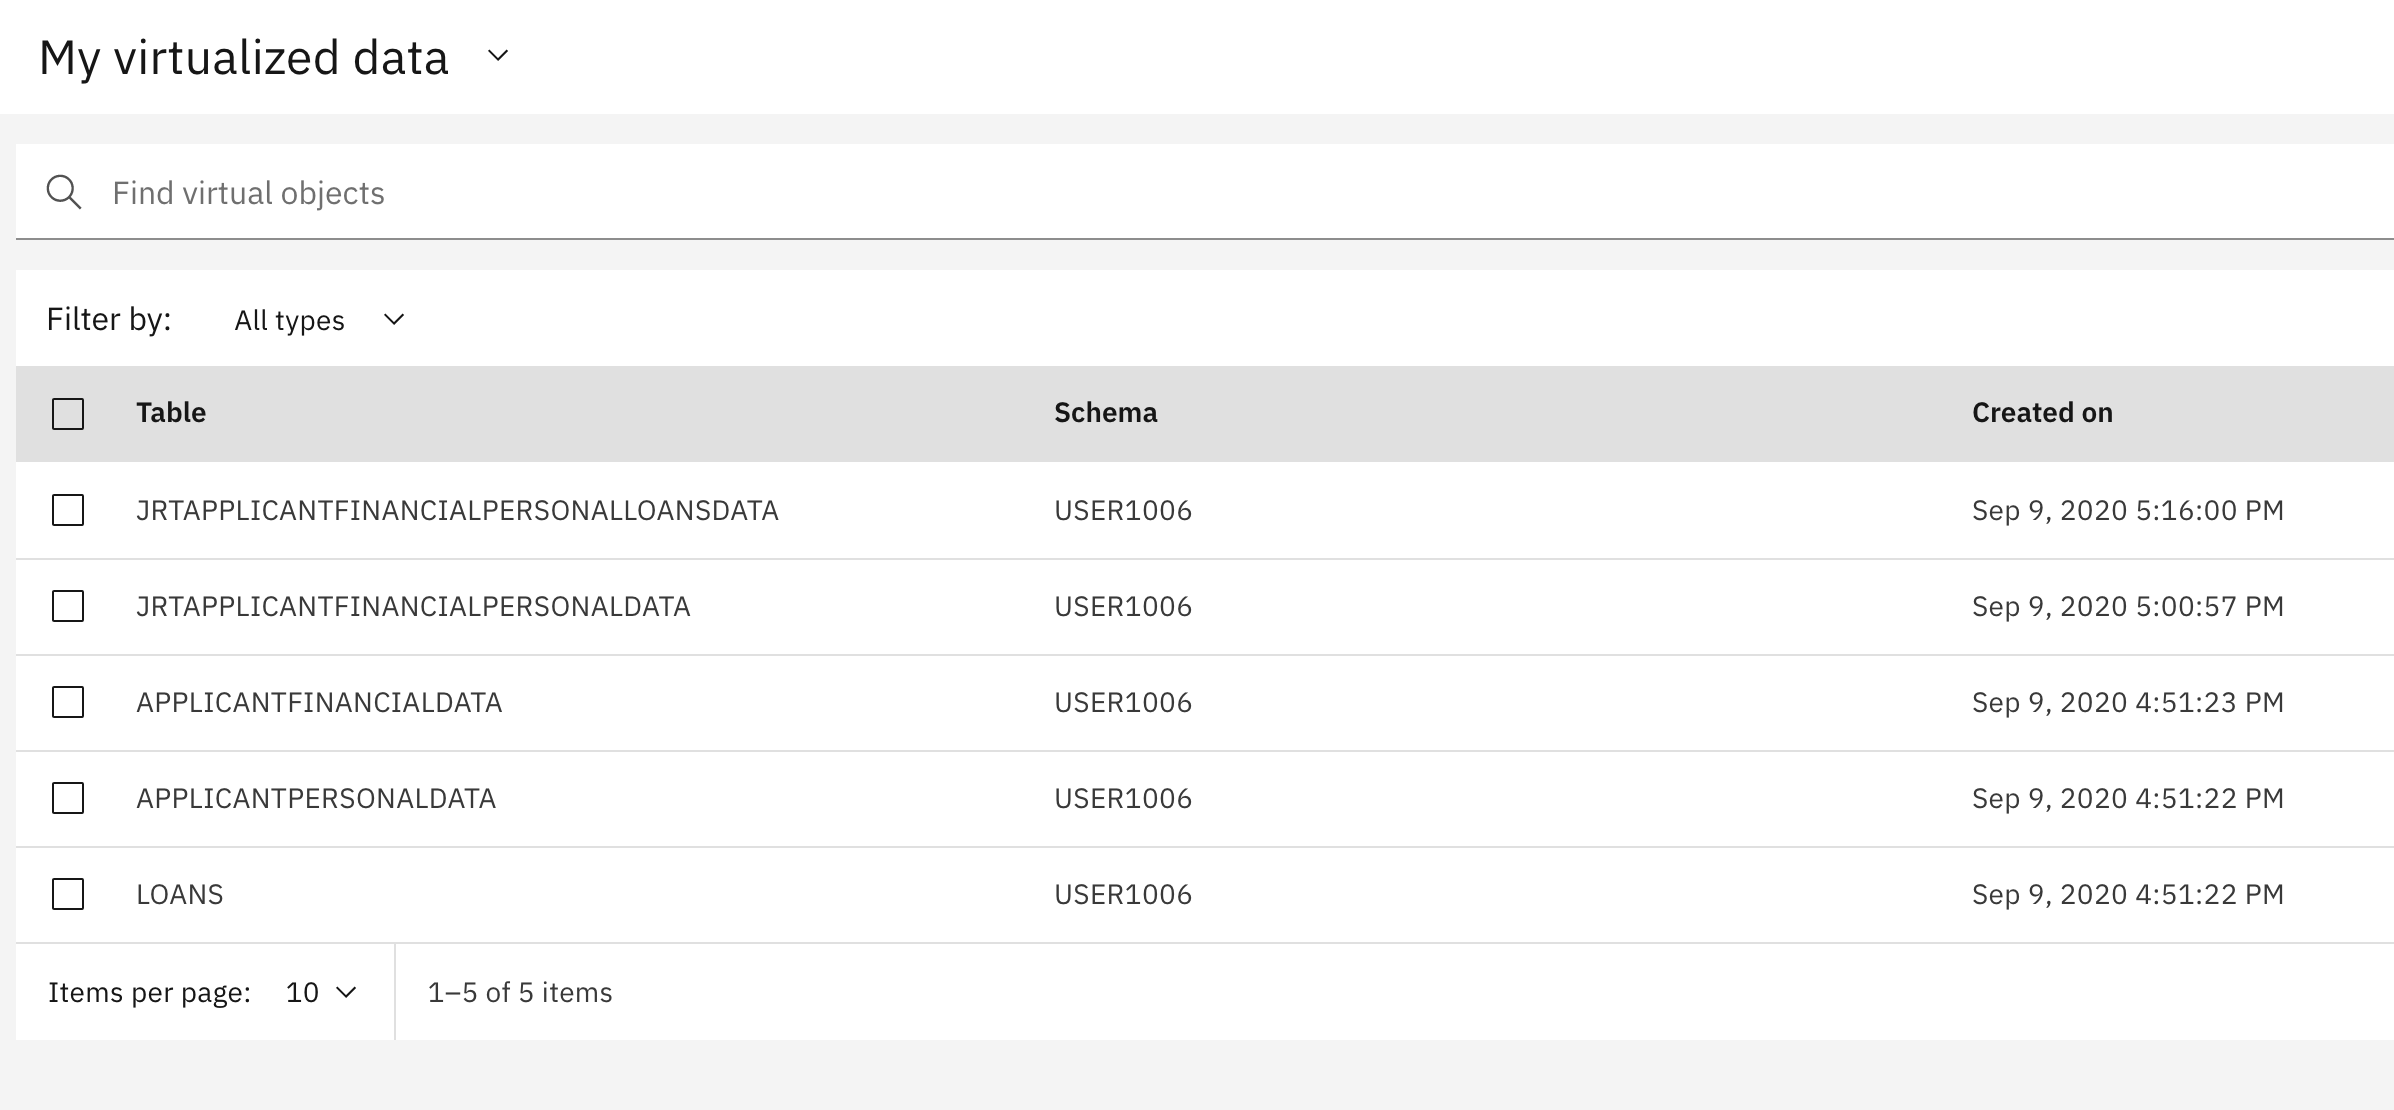 My virtualized data
Find virtual objects
Filter by: All types
Table Schema Created on
JRTAPPLICANTFINANCIALPERSONALLOANSDATA USER1006 Sep 9, 2020 5:16:00 PM
JRTAPPLICANTFINANCIALPERSONALDATA USER1006 Sep 9, 2020 5:00:57 PM
APPLICANTFINANCIALDATA USER1006 Sep 9, 2020 4:51:23 PM
APPLICANTPERSONALDATA USER1006 Sep 9, 2020 4:51:22 PM
LOANS USER1006 Sep 9, 2020 4:51:22 PM
Items per page: 10 1–5 of 5 items